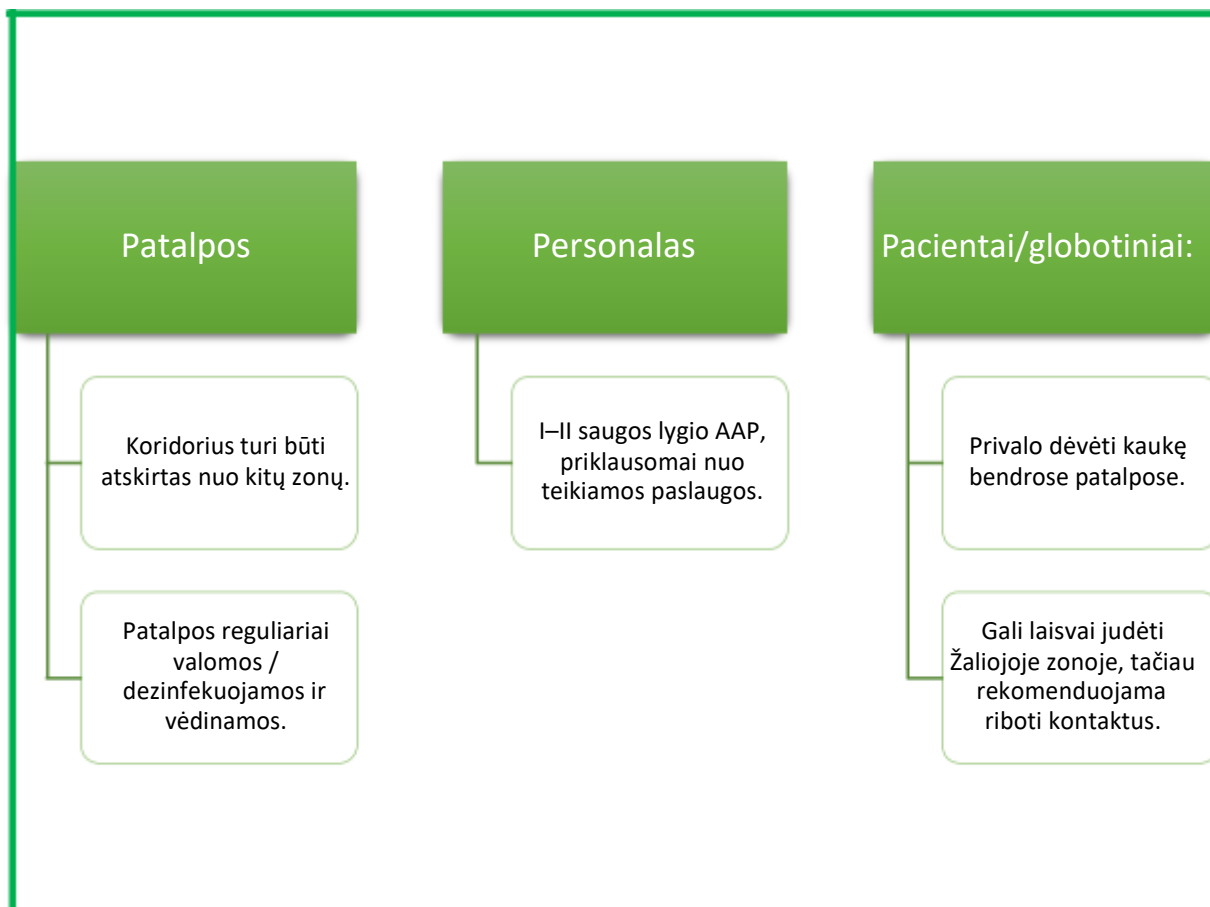 Patalpos
Koridorius turi būti
atskirtas nuo kitų zonų.
Patalpos reguliariai
valomos /
dezinfekuojamos ir
vėdinamos.
Personalas
I–II saugos lygio AAP,
priklausomai nuo
teikiamos paslaugos.
Pacientai/globotiniai:
Privalo dėvėti kaukę
bendrose patalpose.
Gali laisvai judėti
Žaliojoje zonoje, tačiau
rekomenduojama
riboti kontaktus.